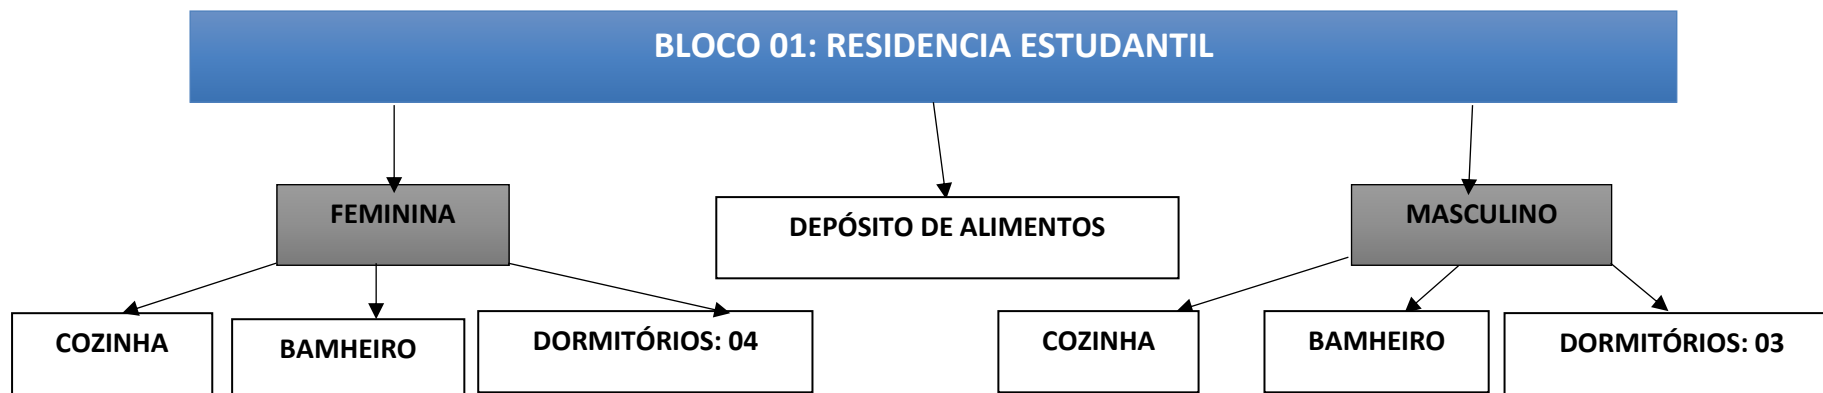 BLOCO 01: RESIDENCIA ESTUDANTIL
FEMININA
DEPÓSITO DE ALIMENTOS
MASCULINO
COZINHA
BAMHEIRO
DORMITÓRIOS: 04
COZINHA
BAMHEIRO
DORMITÓRIOS: 03